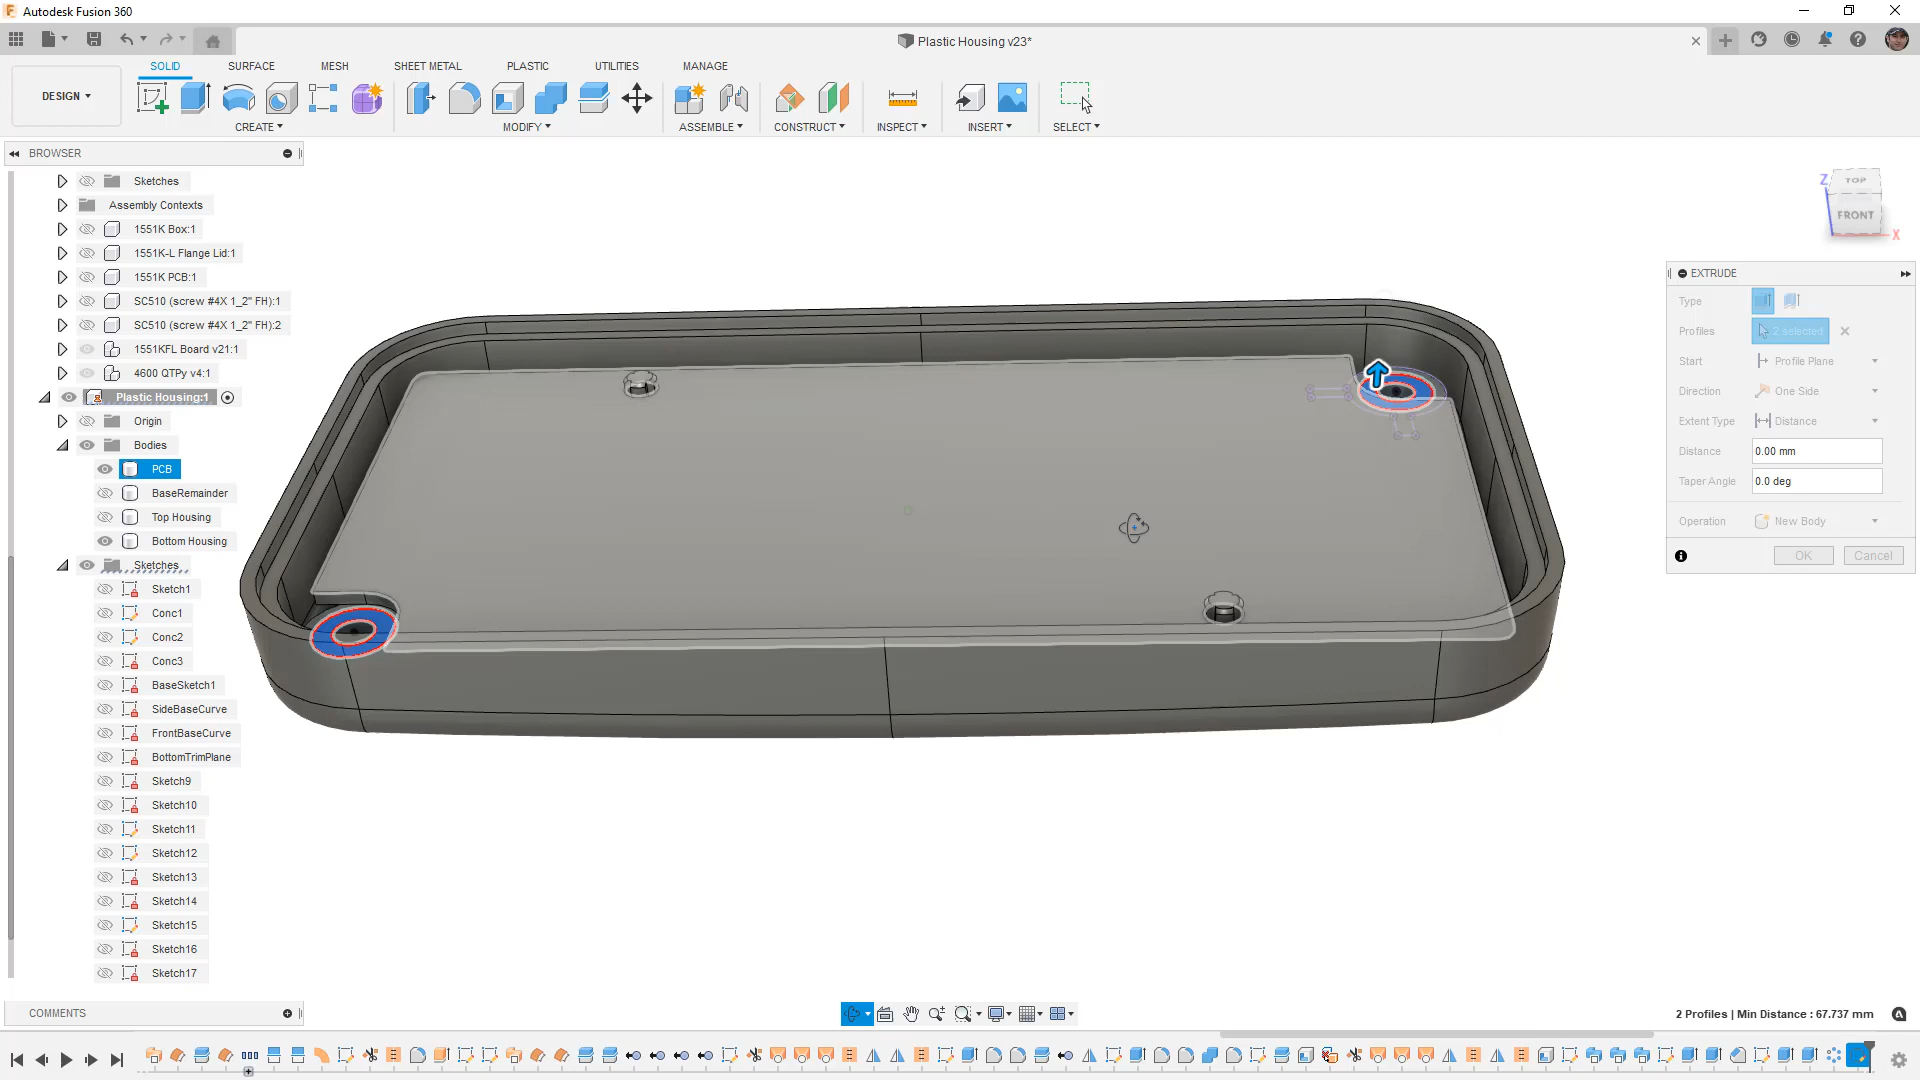 Autodesk Fusion 360
Plastic Housing v23*
DESIGN
SOLID
SURFACE
MESH
SHEET METAL
PLASTIC
UTILITIES
MANAGE
CREATE
MODIFY
ASSEMBLE
CONSTRUCT
INSPECT
INSERT
SELECT
BROWSER
Sketches
Assembly Contexts
1551K Box:1
1551K-L Flange Lid:1
1551K PCB:1
SC510 (screw #4X 1_2" FH):1
SC510 (screw #4X 1_2" FH):2
1551KFL Board v21:1
4600 QTPy v4:1
Plastic Housing:1
Origin
Bodies
PCB
BaseRemainder
Top Housing
Bottom Housing
Sketches
Sketch1
Conc1
Conc2
Conc3
BaseSketch1
SideBaseCurve
FrontBaseCurve
BottomTrimPlane
Sketch9
Sketch10
Sketch11
Sketch12
Sketch13
Sketch14
Sketch15
Sketch16
Sketch17
COMMENTS
Z
TOP
FRONT
X
EXTRUDE
Type
Profiles 2 selected
Start Profile Plane
Direction One Side
Extent Type Distance
Distance 0.00 mm
Taper Angle 0.0 deg
Operation New Body
OK Cancel
2 Profiles | Min Distance : 67.737 mm